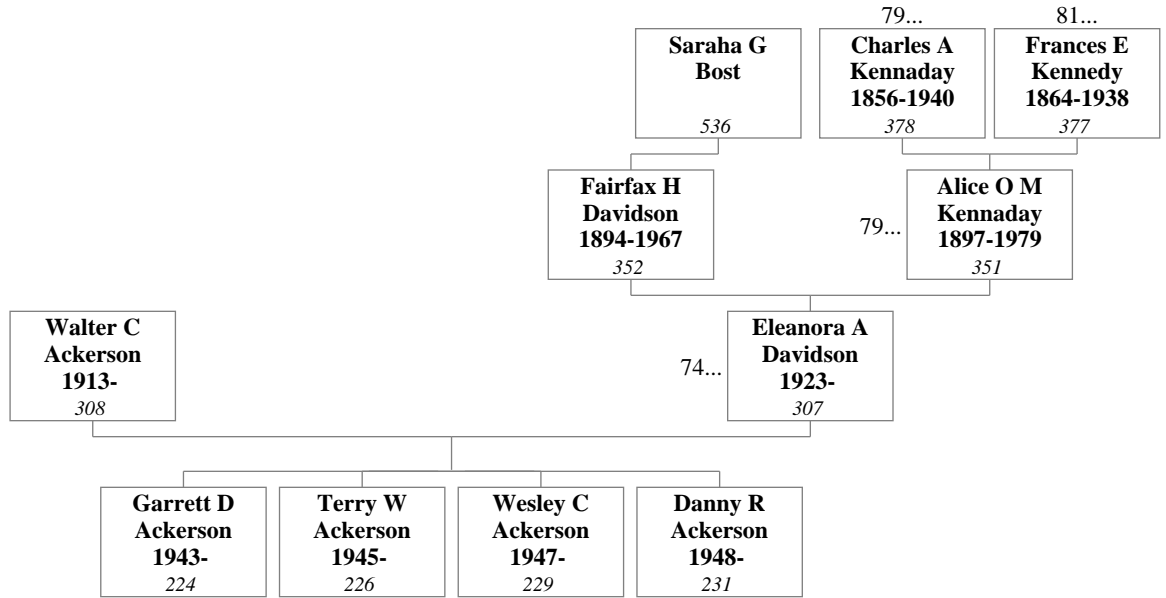 79...
81...
Saraha G
Bost
536
Charles A
Kennaday
1856-1940
378
Frances E
Kennedy
1864-1938
377
Fairfax H
Davidson
1894-1967
352
79...
Alice O M
Kennaday
1897-1979
351
Walter C
Ackerson
1913-
308
74...
Eleanora A
Davidson
1923-
307
Garrett D
Ackerson
1943-
224
Terry W
Ackerson
1945-
226
Wesley C
Ackerson
1947-
229
Danny R
Ackerson
1948-
231